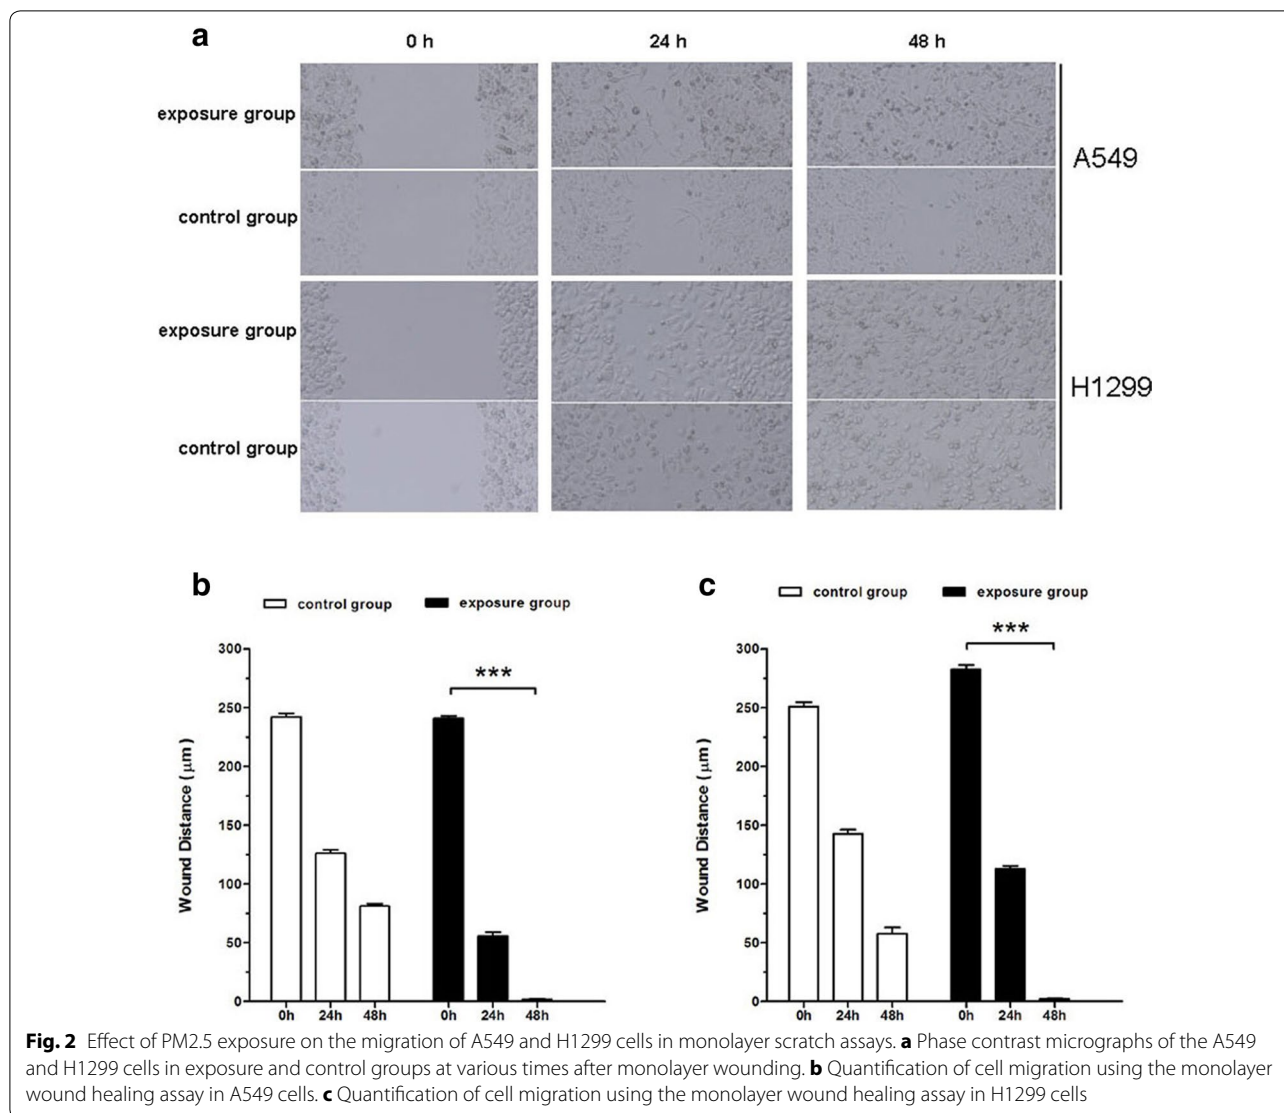 a
0 h 24 h 48 h
exposure group
control group
A549
exposure group
control group
H1299
b
control group exposure group
300
250
200
150
100
50
0
Wound Distance ( μm )
***
0h 24h 48h 0h 24h 48h
c
control group exposure group
300
250
200
150
100
50
0
Wound Distance ( μm )
***
0h 24h 48h 0h 24h 48h
Fig. 2 Effect of PM2.5 exposure on the migration of A549 and H1299 cells in monolayer scratch assays. a Phase contrast micrographs of the A549
and H1299 cells in exposure and control groups at various times after monolayer wounding. b Quantification of cell migration using the monolayer
wound healing assay in A549 cells. c Quantification of cell migration using the monolayer wound healing assay in H1299 cells